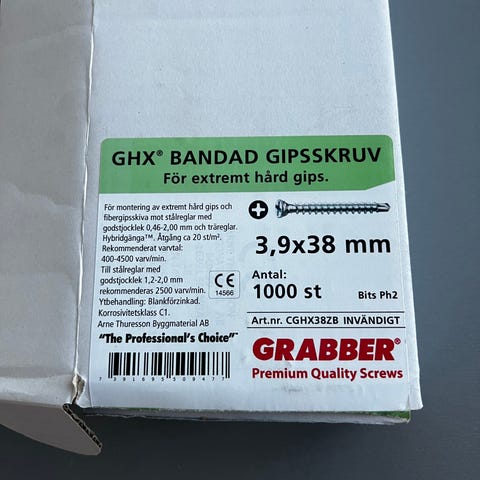 GHX® BANDAD GIPSSKRUV
För extremt hård gips.
För montering av extremt hård gips och
fibergipsskiva mot stålreglar med
godstjocklek 0,46-2,00 mm och träreglar.
Hybridgänga™. Åtgång ca 20 st/m².
Rekommenderat varvtal:
400-4500 varv/min.
Till stålreglar med
godstjocklek 1,2-2,0 mm
rekommenderas 2500 varv/min.
Ytbehandling: Blankförzinkad.
Korrosivitetsklass C1.
Arne Thuresson Byggmaterial AB
"The Professional's Choice"™
7 391695 509477
CE
14566
3,9x38 mm
Antal:
1000 st
Bits Ph2
Art.nr. CGHX38ZB INVÄNDIGT
GRABBER®
Premium Quality Screws